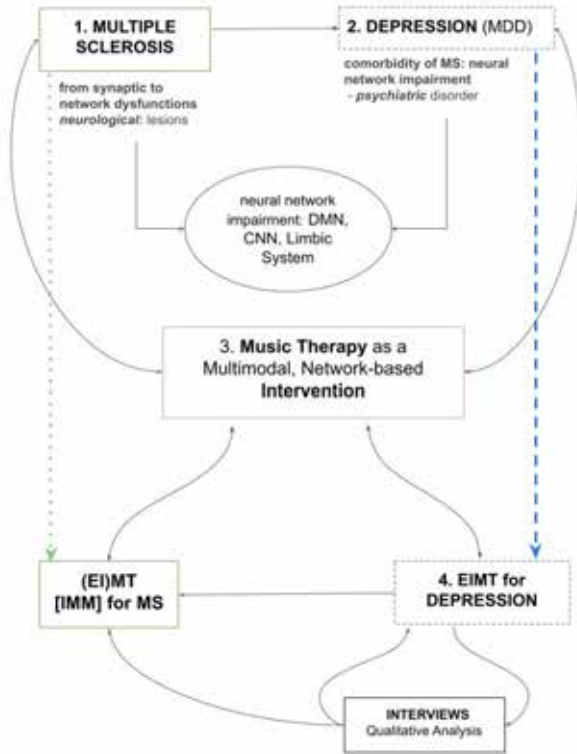 1. MULTIPLE
SCLEROSIS
2. DEPRESSION (MDD)
from synaptic to
network dysfunctions
neurological: lesions
comorbidity of MS: neural
network impairment
- psychiatric disorder
neural network
impairment: DMN,
CNN, Limbic
System
3. Music Therapy as a
Multimodal, Network-based
Intervention
(EI)MT
[IMM] for MS
4. EIMT for
DEPRESSION
INTERVIEWS
Qualitative Analysis